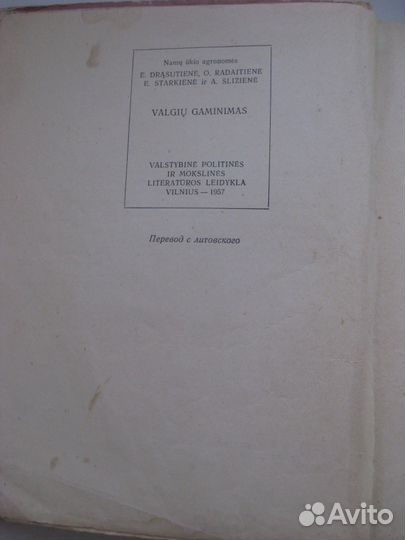 Namų ūkio agronomės
E. DRĄSUTIENĖ, O. RADAITIENĖ
E. STARKIENĖ ir A. SLIZIENĖ
VALGIŲ GAMINIMAS
VALSTYBINĖ POLITINĖS
IR MOKSLINĖS
LITERATŪROS LEIDYKLA
VILNIUS — 1957
Перевод с литовского
Avito